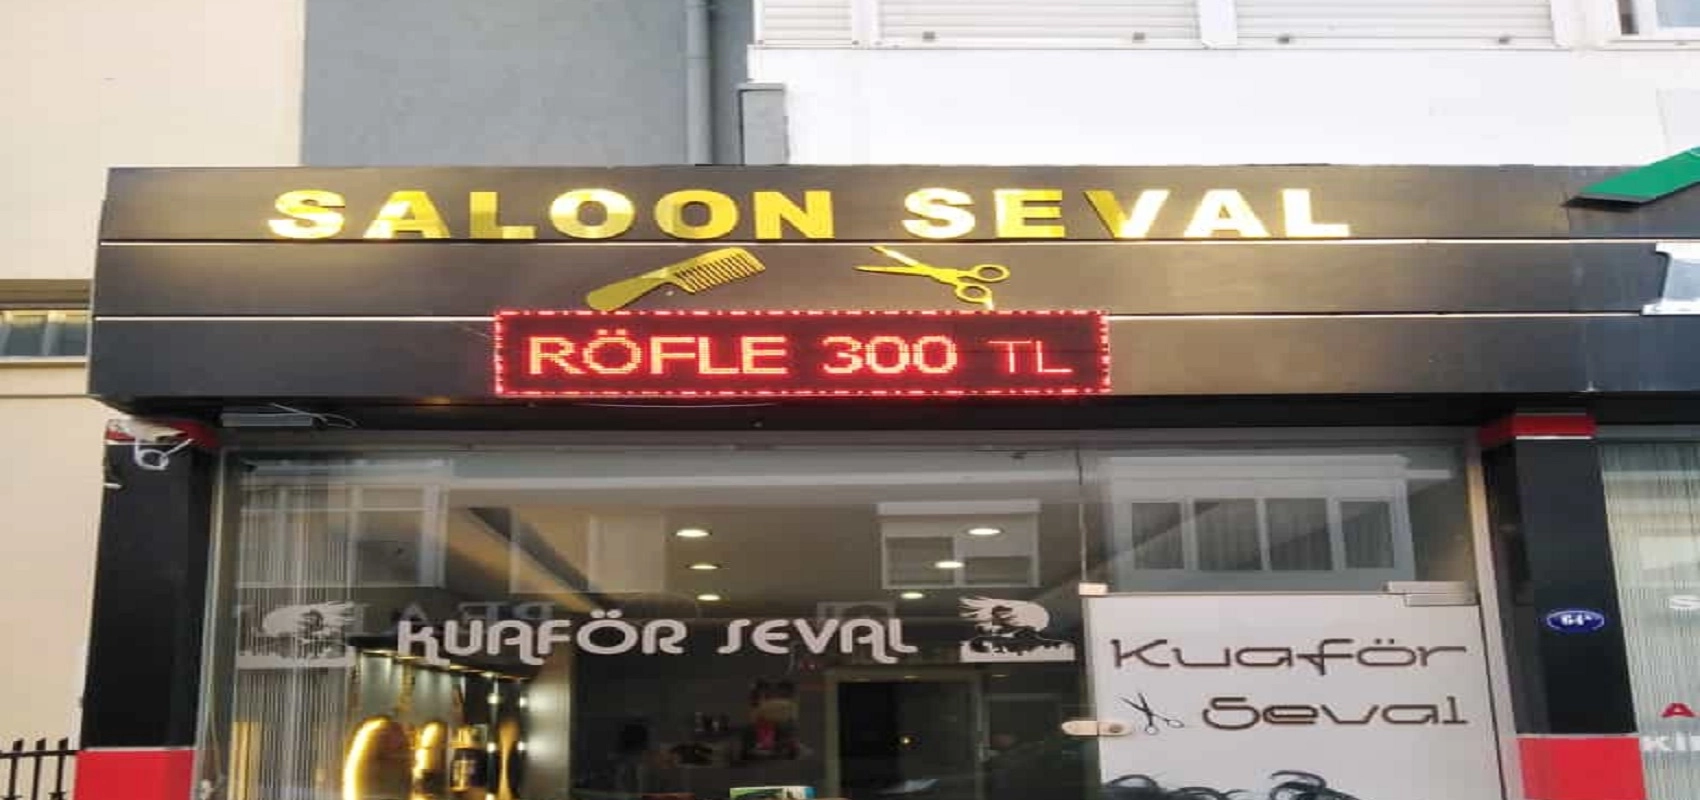 SALOON SEVAL
RÖFLE 300 TL
KUAFÖR SEVAL
Kuaför
Seval